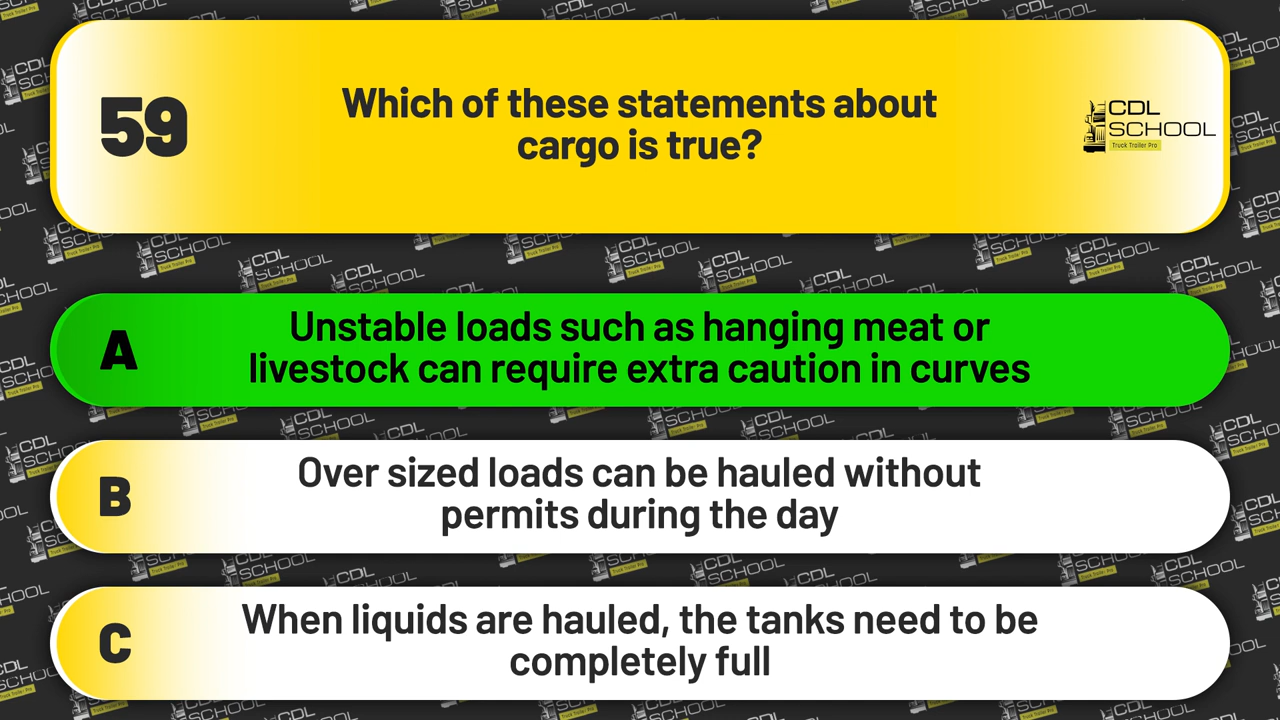 59
Which of these statements about
cargo is true?
CDL
SCHOOL
Truck Trailer Pro
A
Unstable loads such as hanging meat or
livestock can require extra caution in curves
B
Over sized loads can be hauled without
permits during the day
C
When liquids are hauled, the tanks need to be
completely full